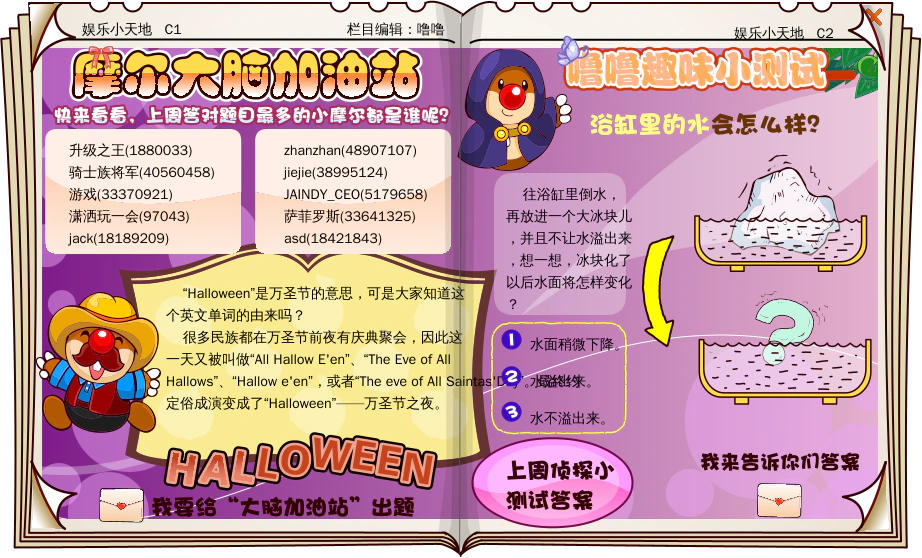 娱乐小天地 C1
栏目编辑：噜噜
摩尔大脑加油站
快来看看，上周答对题目最多的小摩尔都是谁呢？
升级之王(1880033)
骑士族将军(40560458)
游戏(33370921)
潇洒玩一会(97043)
jack(18189209)
zhanzhan(48907107)
jiejie(38995124)
JAINDY_CEO(5179658)
萨菲罗斯(33641325)
asd(18421843)
“Halloween”是万圣节的意思，可是大家知道这
个英文单词的由来吗？
很多民族都在万圣节前夜有庆典聚会，因此这
一天又被叫做“All Hallow E'en”、“The Eve of All
Hallows”、“Hallow e'en”，或者“The eve of All Saintas'D
定俗成演变成了“Halloween”——万圣节之夜。
HALLOWEEN
我要给“大脑加油站”出题
娱乐小天地 C2
噜噜趣味小测试
浴缸里的水会怎么样？
往浴缸里倒水，
再放进一个大冰块儿
，并且不让水溢出来
，想一想，冰块化了
以后水面将怎样变化
？
1 水面稍微下降。
2
3 水不溢出来。
上周侦探小
测试答案
我来告诉你们答案